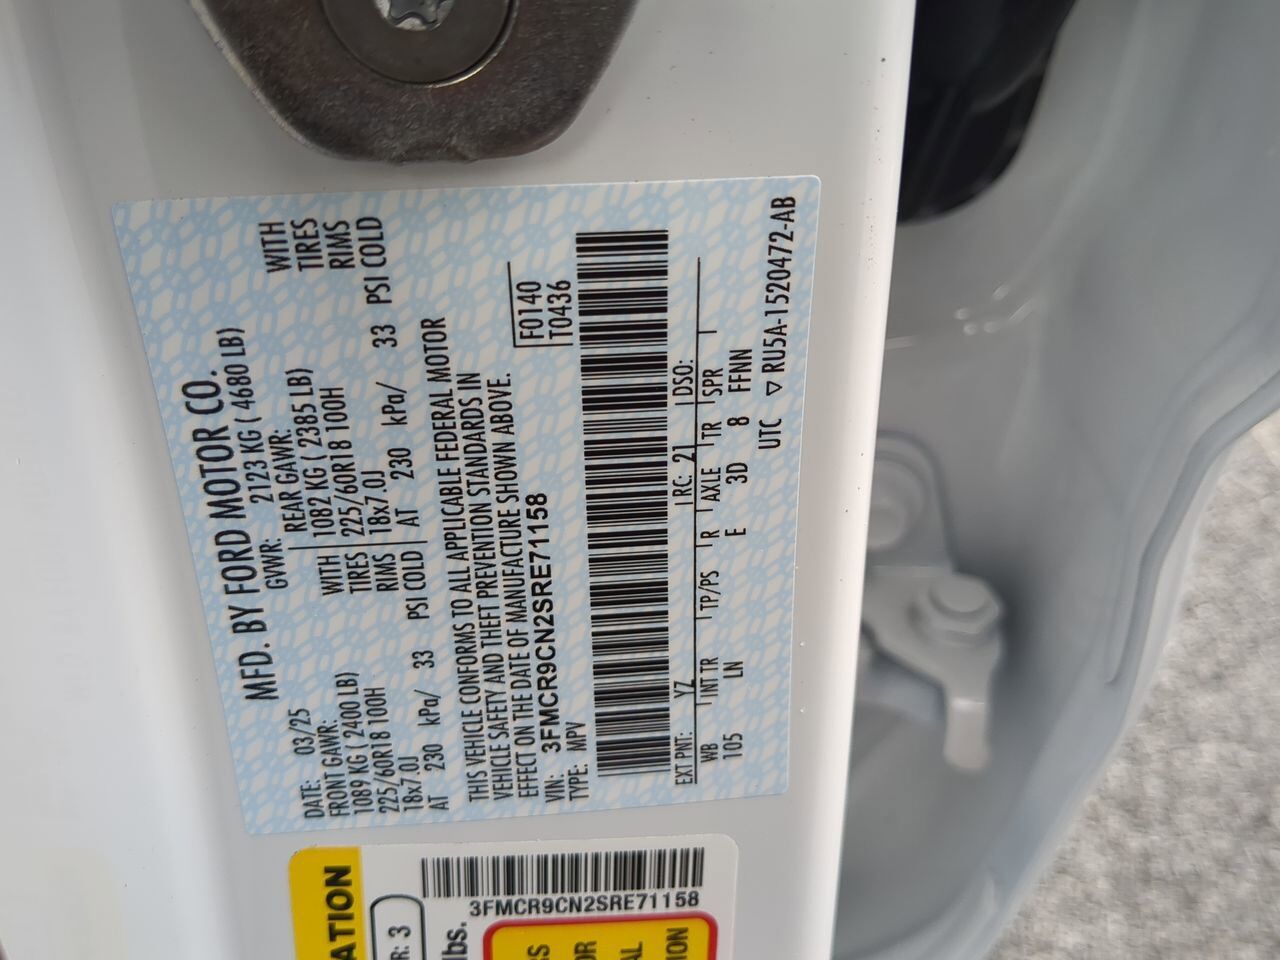 MFD. BY FORD MOTOR CO.
DATE: 03/25
GVWR: 2123 KG ( 4680 LB)
FRONT GAWR:
1089 KG ( 2400 LB)
WITH
225/60R18 100H
TIRES
18x7.0J
RIMS
AT 230 kPa/ 33 PSI COLD
REAR GAWR:
1082 KG ( 2385 LB)
WITH
225/60R18 100H
TIRES
18x7.0J
RIMS
AT 230 kPa/ 33 PSI COLD
THIS VEHICLE CONFORMS TO ALL APPLICABLE FEDERAL MOTOR
VEHICLE SAFETY AND THEFT PREVENTION STANDARDS IN
EFFECT ON THE DATE OF MANUFACTURE SHOWN ABOVE.
VIN: 3FMCR9CN2SRE71158
TYPE: MPV
F0140
T0436
EXT PNT: YZ RC: 21 DSO:
WB INT TR TP/PS R AXLE TR SPR
105 LN E 3D 8 FFNN
UTC ▽ RU5A-1520472-AB
ATION
R: 3
3FMCR9CN2SRE71158
lbs.
GS
OR
AL
ION